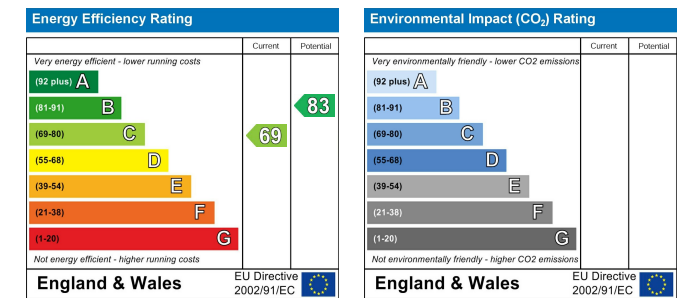 Energy Efficiency Rating
Current Potential
Very energy efficient - lower running costs
(92 plus) A
(81-91) B
83
(69-80) C
69
(55-68) D
(39-54) E
(21-38) F
(1-20) G
Not energy efficient - higher running costs
England & Wales
EU Directive
2002/91/EC
Environmental Impact (CO2) Rating
Current Potential
Very environmentally friendly - lower CO2 emissions
(92 plus) A
(81-91) B
(69-80) C
(55-68) D
(39-54) E
(21-38) F
(1-20) G
Not environmentally friendly - higher CO2 emissions
England & Wales
EU Directive
2002/91/EC